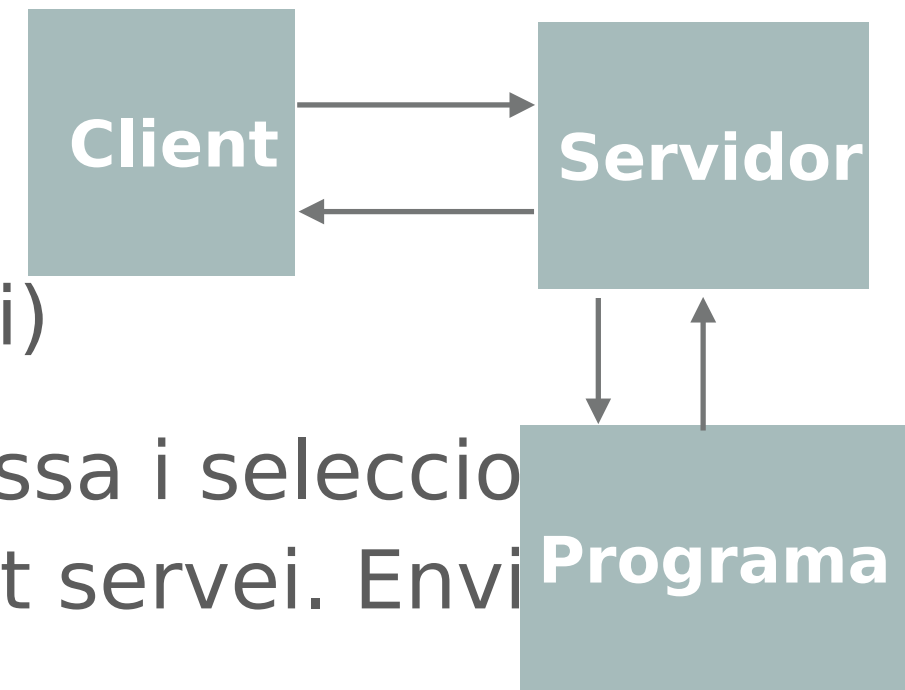 Client
Servidor
i)
ssa i seleccio
t servei. Envi
Programa